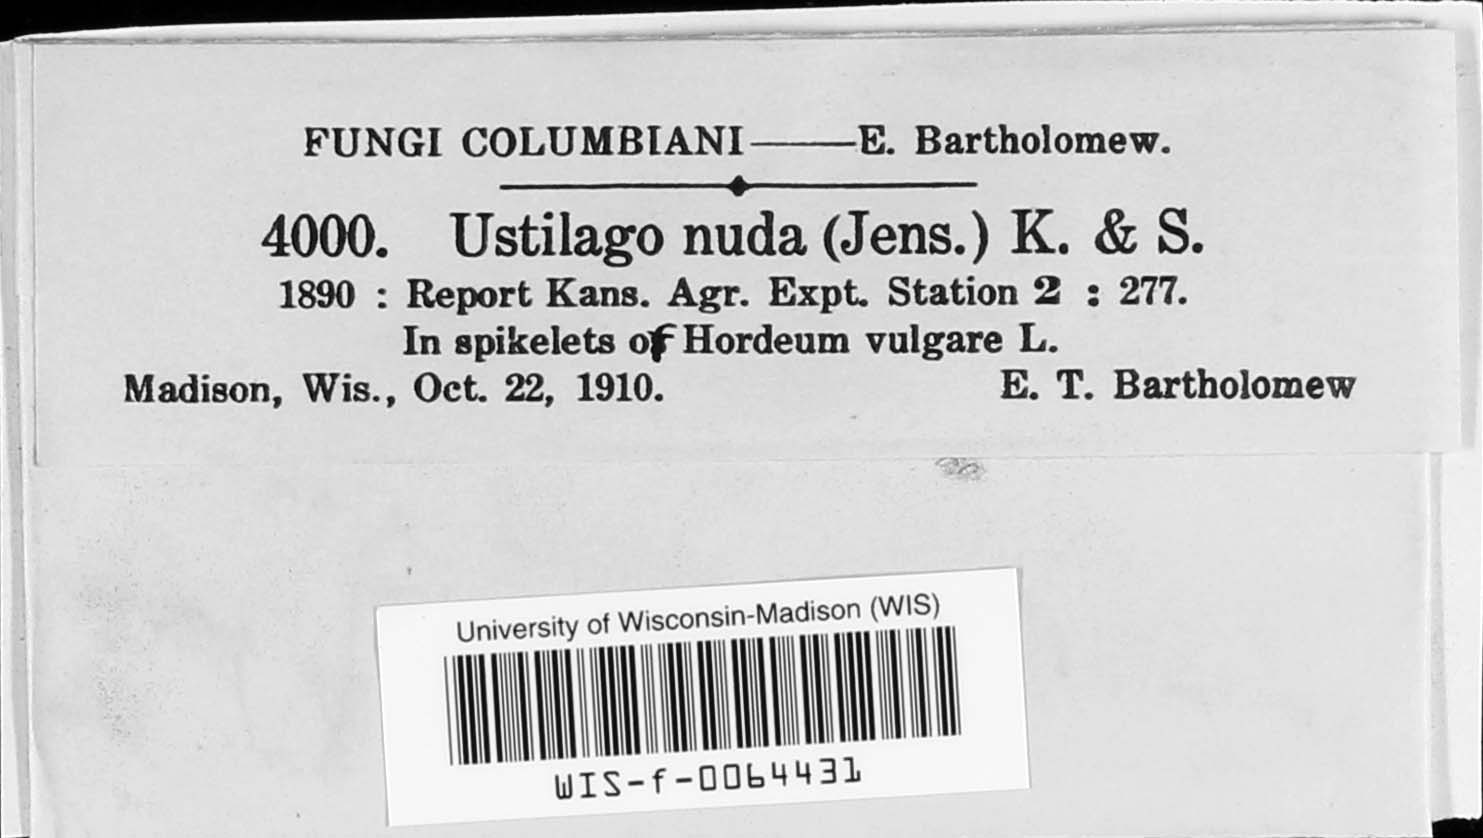 FUNGI COLUMBIANI——E. Bartholomew.
4000. Ustilago nuda (Jens.) K. & S.
1890 : Report Kans. Agr. Expt. Station 2 : 277.
In spikelets of Hordeum vulgare L.
Madison, Wis., Oct. 22, 1910. E. T. Bartholomew
University of Wisconsin-Madison (WIS)
WIS-f-0064431